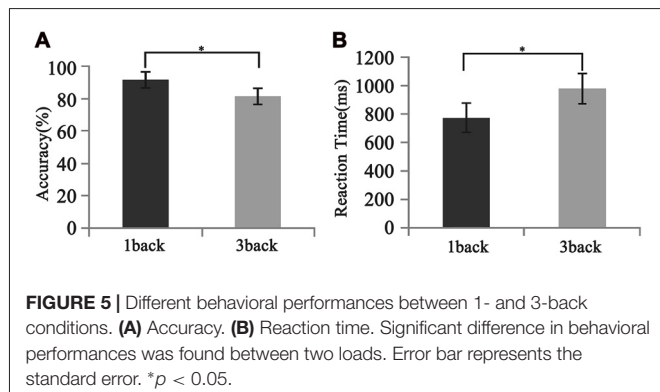 A
*
100
80
60
40
20
0
Accuracy(%)
1back 3back
B
*
1200
1000
800
600
400
200
0
Reaction Time(ms)
1back 3back
FIGURE 5 | Different behavioral performances between 1- and 3-back
conditions. (A) Accuracy. (B) Reaction time. Significant difference in behavioral
performances was found between two loads. Error bar represents the
standard error. *p < 0.05.